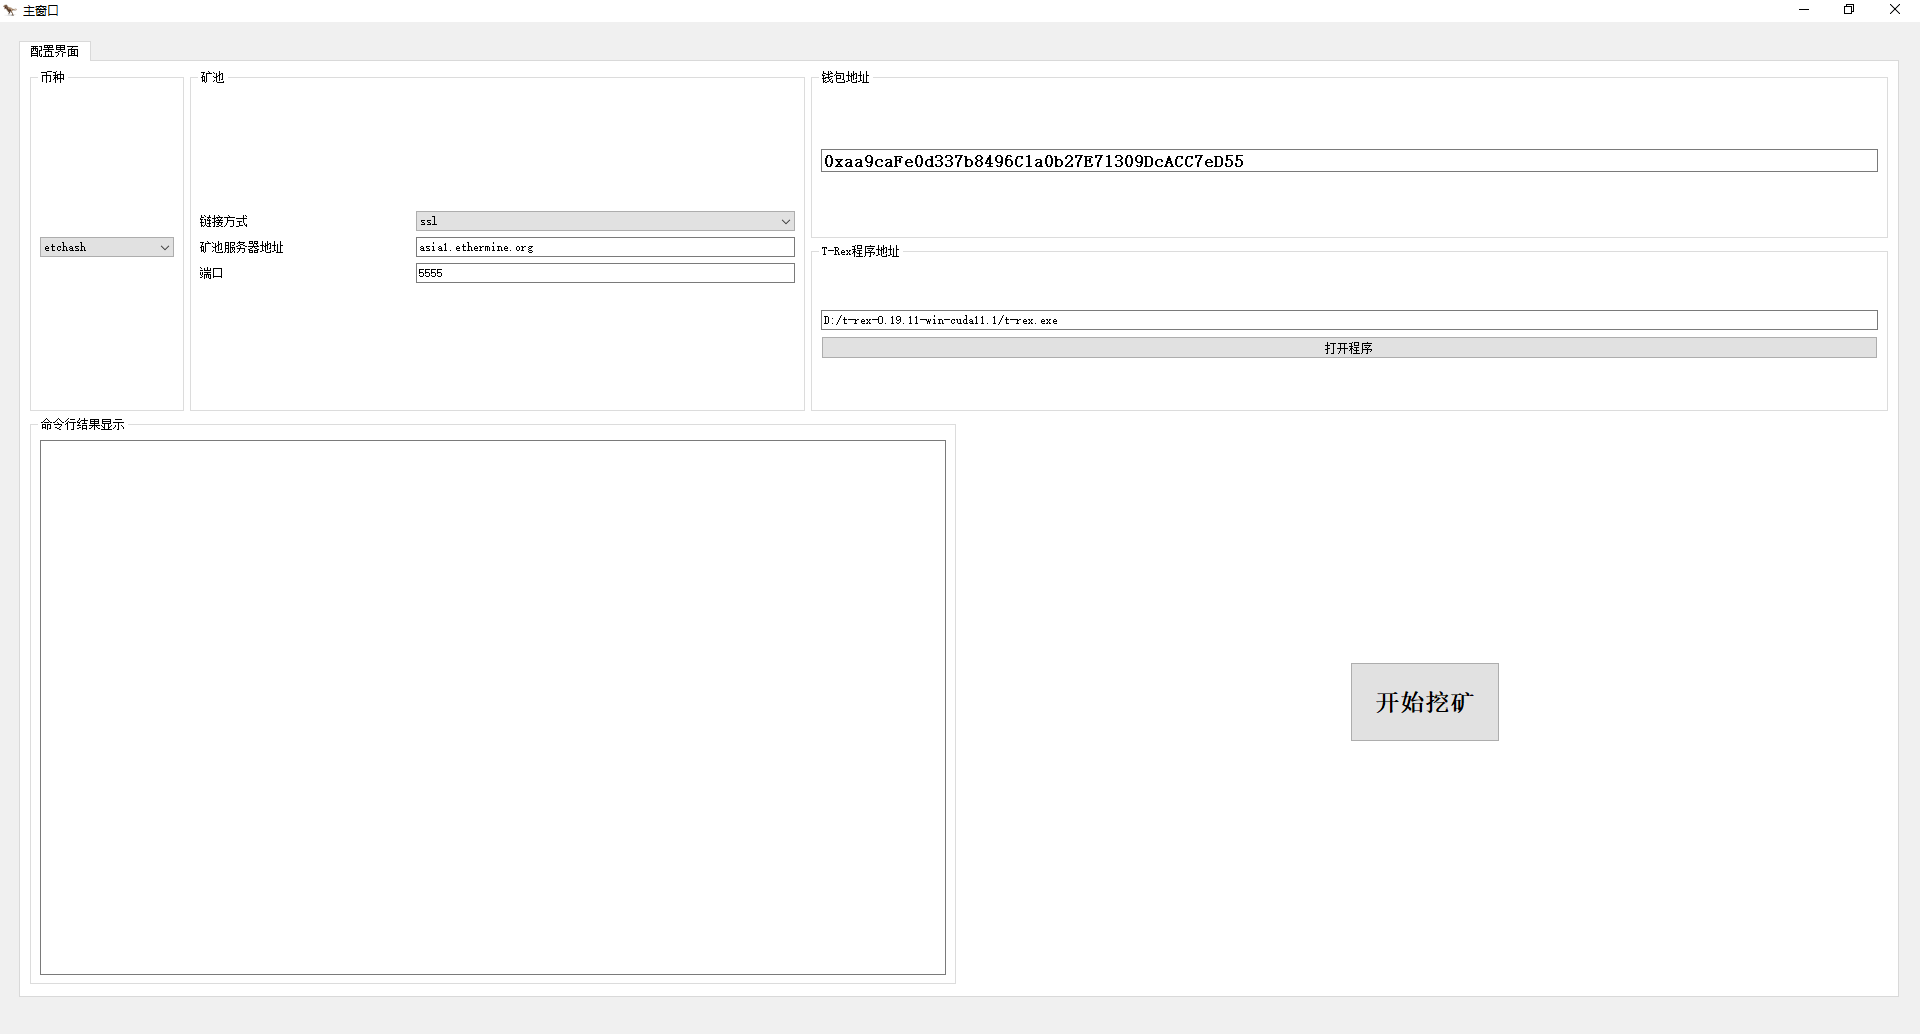 主窗口
配置界面
币种
etchash
矿池
链接方式
ssl
矿池服务器地址
asia1.ethermine.org
端口
5555
钱包地址
0xaa9caFe0d337b8496C1a0b27E71309DcACC7eD55
T-Rex程序地址
D:/t-rex-0.19.11-win-cuda11.1/t-rex.exe
打开程序
命令行结果显示
开始挖矿